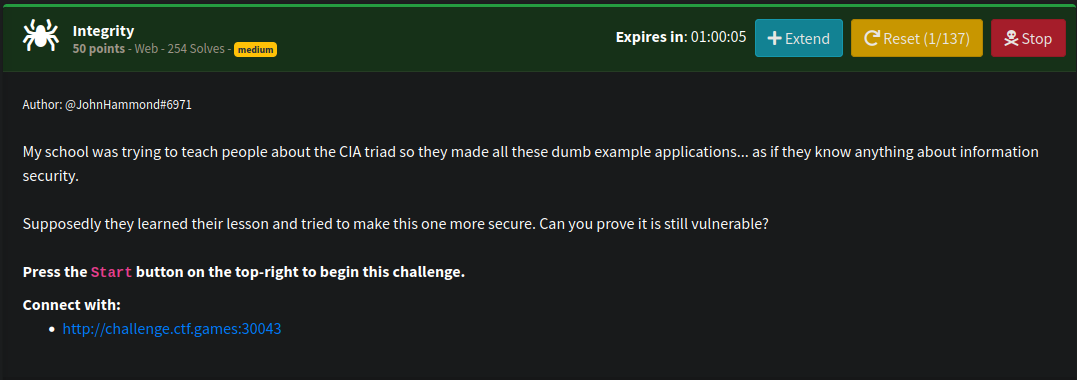 Integrity
50 points - Web - 254 Solves - medium
Expires in: 01:00:05
Extend
Reset (1/137)
Stop
Author: @JohnHammond#6971
My school was trying to teach people about the CIA triad so they made all these dumb example applications... as if they know anything about information
security.
Supposedly they learned their lesson and tried to make this one more secure. Can you prove it is still vulnerable?
Press the Start button on the top-right to begin this challenge.
Connect with:
• http://challenge.ctf.games:30043